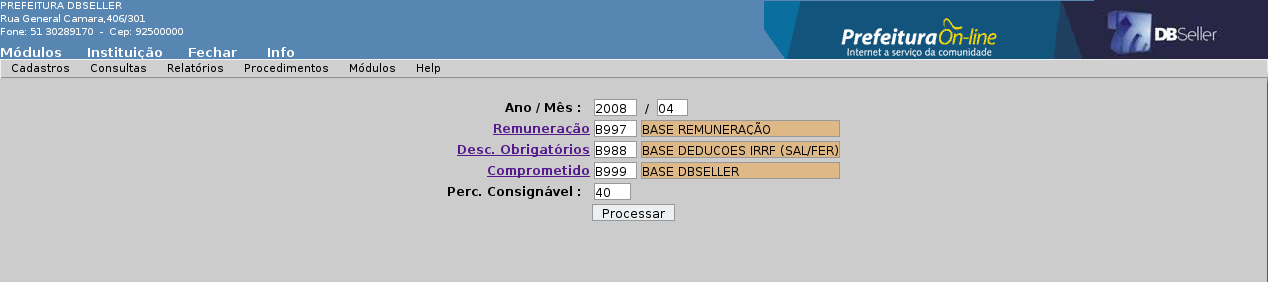 PREFEITURA DBSELLER
Rua General Camara,406/301
Fone: 51 30289170 - Cep: 92500000
Prefeitura On-line
Internet a serviço da comunidade
DBSeller
Módulos Instituição Fechar Info
Cadastros Consultas Relatórios Procedimentos Módulos Help
Ano / Mês : 2008 / 04
Remuneração B997 BASE REMUNERAÇÃO
Desc. Obrigatórios B988 BASE DEDUCOES IRRF (SAL/FER)
Comprometido B999 BASE DBSELLER
Perc. Consignável : 40
Processar